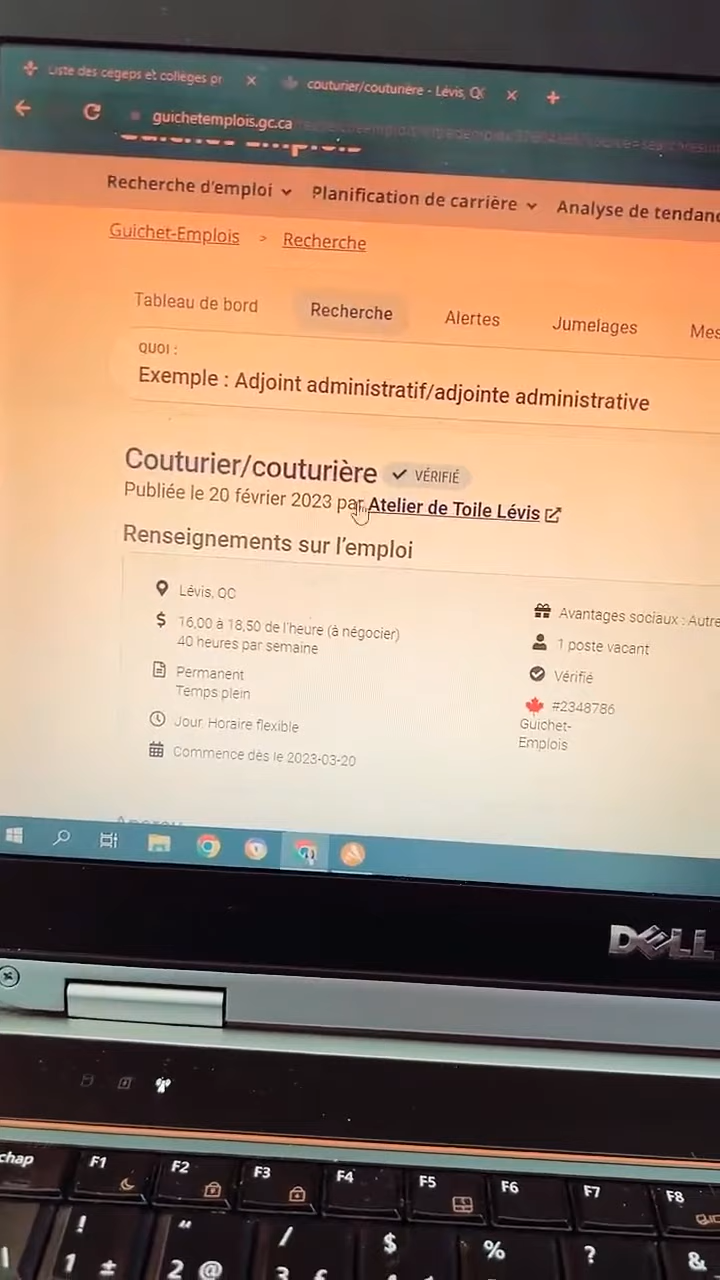 Liste des cégeps et collèges pr
couturier/couturière - Lévis, QC
guichetemplois.gc.ca
Recherche d'emploi
Planification de carrière
Analyse de tendanc
Guichet-Emplois > Recherche
Tableau de bord
Recherche
Alertes
Jumelages
Mes
QUOI :
Exemple : Adjoint administratif/adjointe administrative
Couturier/couturière
VÉRIFIÉ
Publiée le 20 février 2023 par Atelier de Toile Lévis
Renseignements sur l'emploi
Lévis, QC
16,00 à 18,50 de l'heure (à négocier)
40 heures par semaine
Permanent
Temps plein
Jour, Horaire flexible
Commence dès le 2023-03-20
Avantages sociaux : Autre
1 poste vacant
Vérifié
#2348786
Guichet-
Emplois
DELL
chap
F1
F2
F3
F4
F5
F6
F7
F8
! " / $ % ? &
1 ± 2 @ 3 £